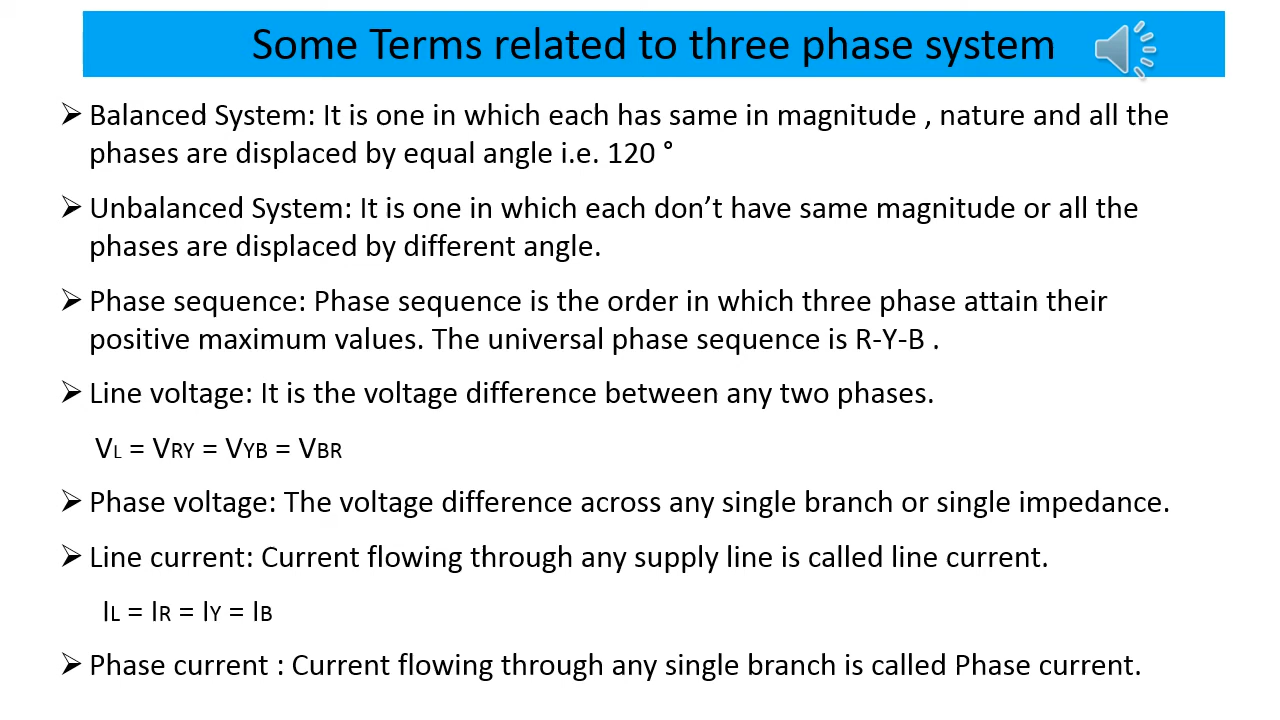 Some Terms related to three phase system
➢ Balanced System: It is one in which each has same in magnitude , nature and all the
phases are displaced by equal angle i.e. 120 °
➢ Unbalanced System: It is one in which each don’t have same magnitude or all the
phases are displaced by different angle.
➢ Phase sequence: Phase sequence is the order in which three phase attain their
positive maximum values. The universal phase sequence is R-Y-B .
➢ Line voltage: It is the voltage difference between any two phases.
VL = VRY = VYB = VBR
➢ Phase voltage: The voltage difference across any single branch or single impedance.
➢ Line current: Current flowing through any supply line is called line current.
IL = IR = IY = IB
➢ Phase current : Current flowing through any single branch is called Phase current.